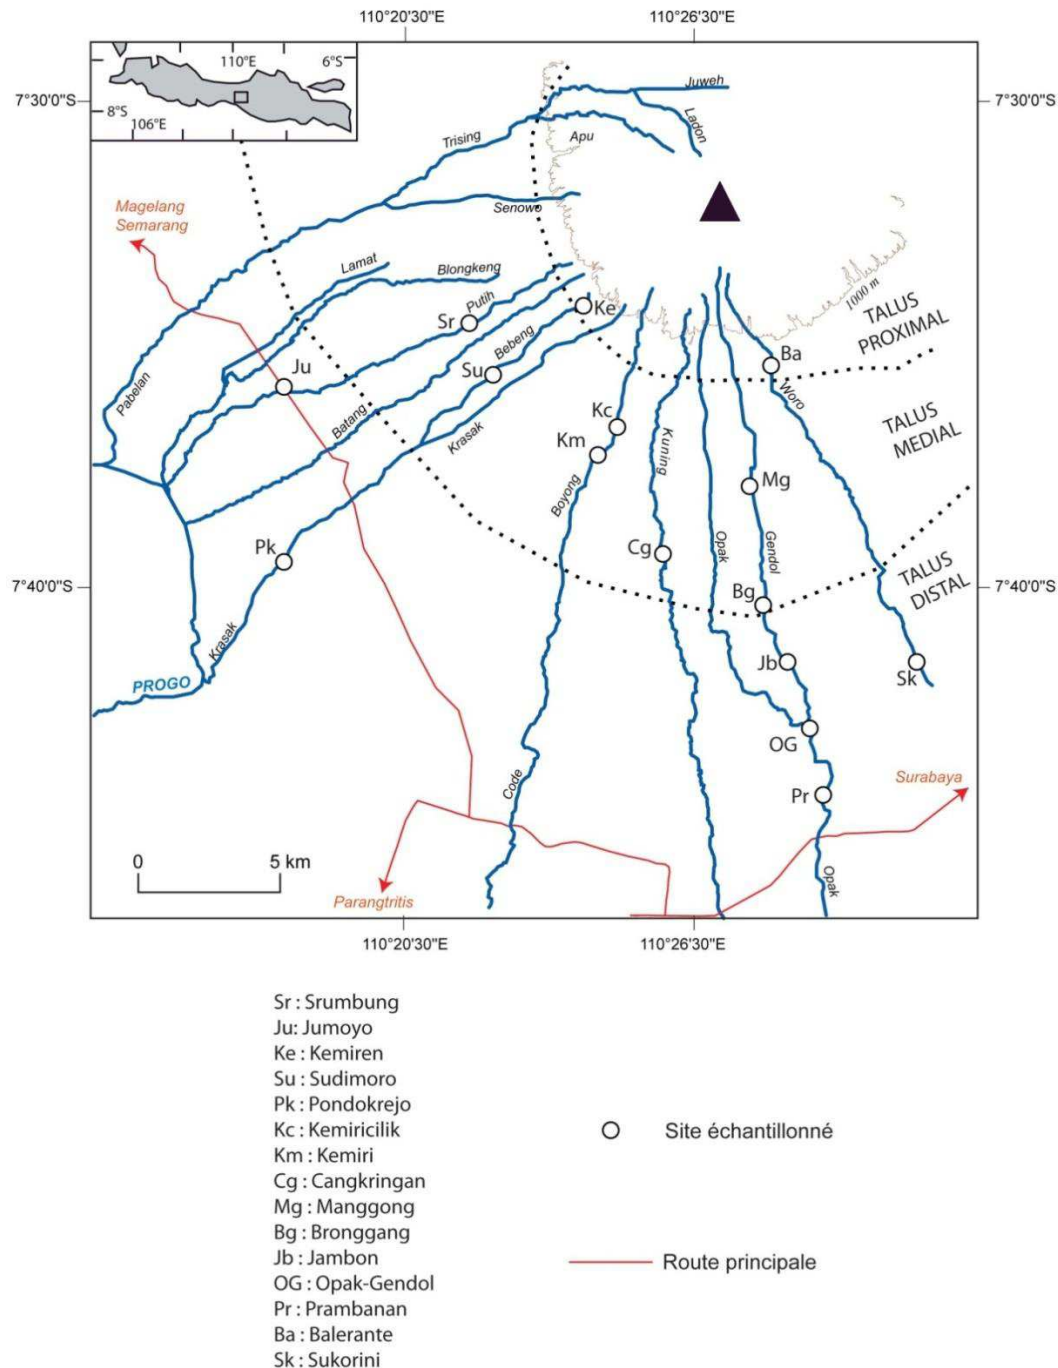 110°20'30"E
110°26'30"E
110°E
6°S
8°S
106°E
7°30'0"S
7°30'0"S
Juweh
Ladon
Trising
Apu
Senowo
Magelang
Semarang
Lamat
Blongkeng
Putih
Sr
Ke
1000 m
TALUS
PROXIMAL
Bebeng
Su
Ju
Ba
Woro
Pabelan
Batang
Krasak
Kc
Km
Kuning
TALUS
MEDIAL
Boyong
Mg
Pk
Cg
Opak
Gendol
7°40'0"S
7°40'0"S
Bg
TALUS
DISTAL
Krasak
Jb
Sk
PROGO
OG
Code
Pr
Surabaya
0
5 km
Parangtritis
Opak
110°20'30"E
110°26'30"E
Sr : Srumbung
Ju: Jumoyo
Ke : Kemiren
Su : Sudimoro
Pk : Pondokrejo
Kc : Kemiricilik
Km : Kemiri
Cg : Cangkringan
Mg : Manggong
Bg : Bronggang
Jb : Jambon
OG : Opak-Gendol
Pr : Prambanan
Ba : Balerante
Sk : Sukorini
Site échantillonné
Route principale